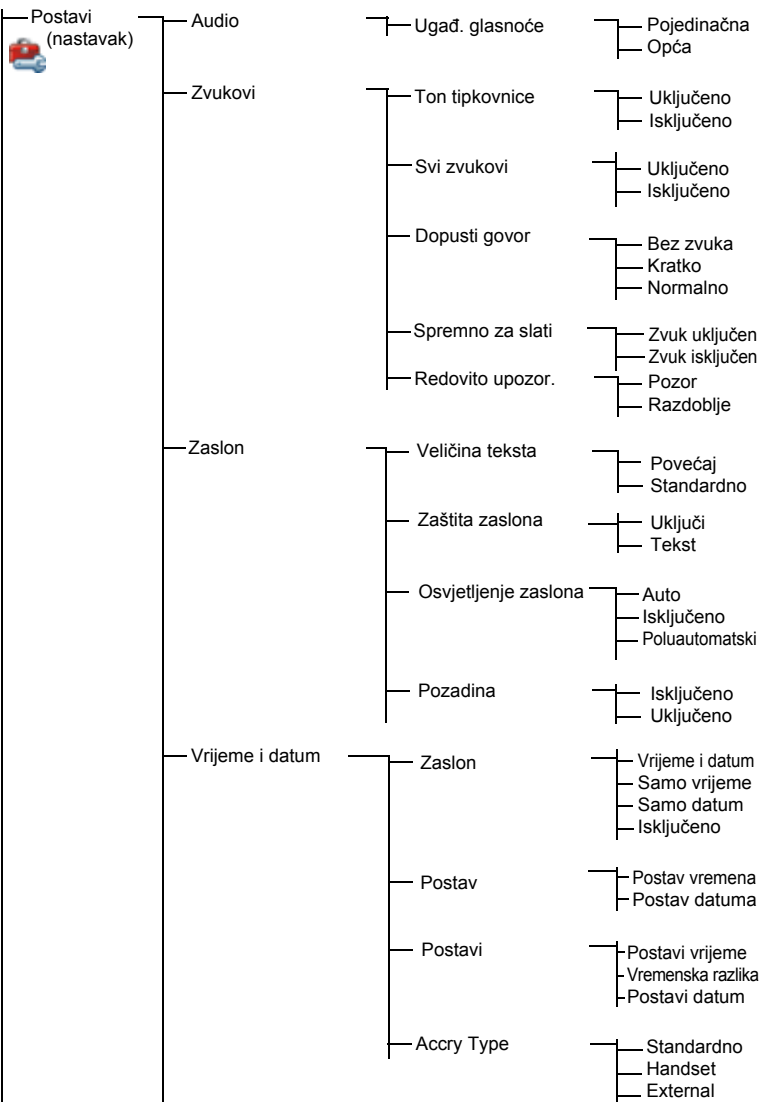 Postavi
(nastavak)
Audio
Ugađ. glasnoće
Pojedinačna
Opća
Zvukovi
Ton tipkovnice
Uključeno
Isključeno
Svi zvukovi
Uključeno
Isključeno
Dopusti govor
Bez zvuka
Kratko
Normalno
Spremno za slati
Zvuk uključen
Zvuk isključen
Redovito upozor.
Pozor
Razdoblje
Zaslon
Veličina teksta
Povećaj
Standardno
Zaštita zaslona
Uključi
Tekst
Osvjetljenje zaslona
Auto
Isključeno
Poluautomatski
Pozadina
Isključeno
Uključeno
Vrijeme i datum
Zaslon
Vrijeme i datum
Samo vrijeme
Samo datum
Isključeno
Postav
Postav vremena
Postav datuma
Postavi
Postavi vrijeme
Vremenska razlika
Postavi datum
Accry Type
Standardno
Handset
External